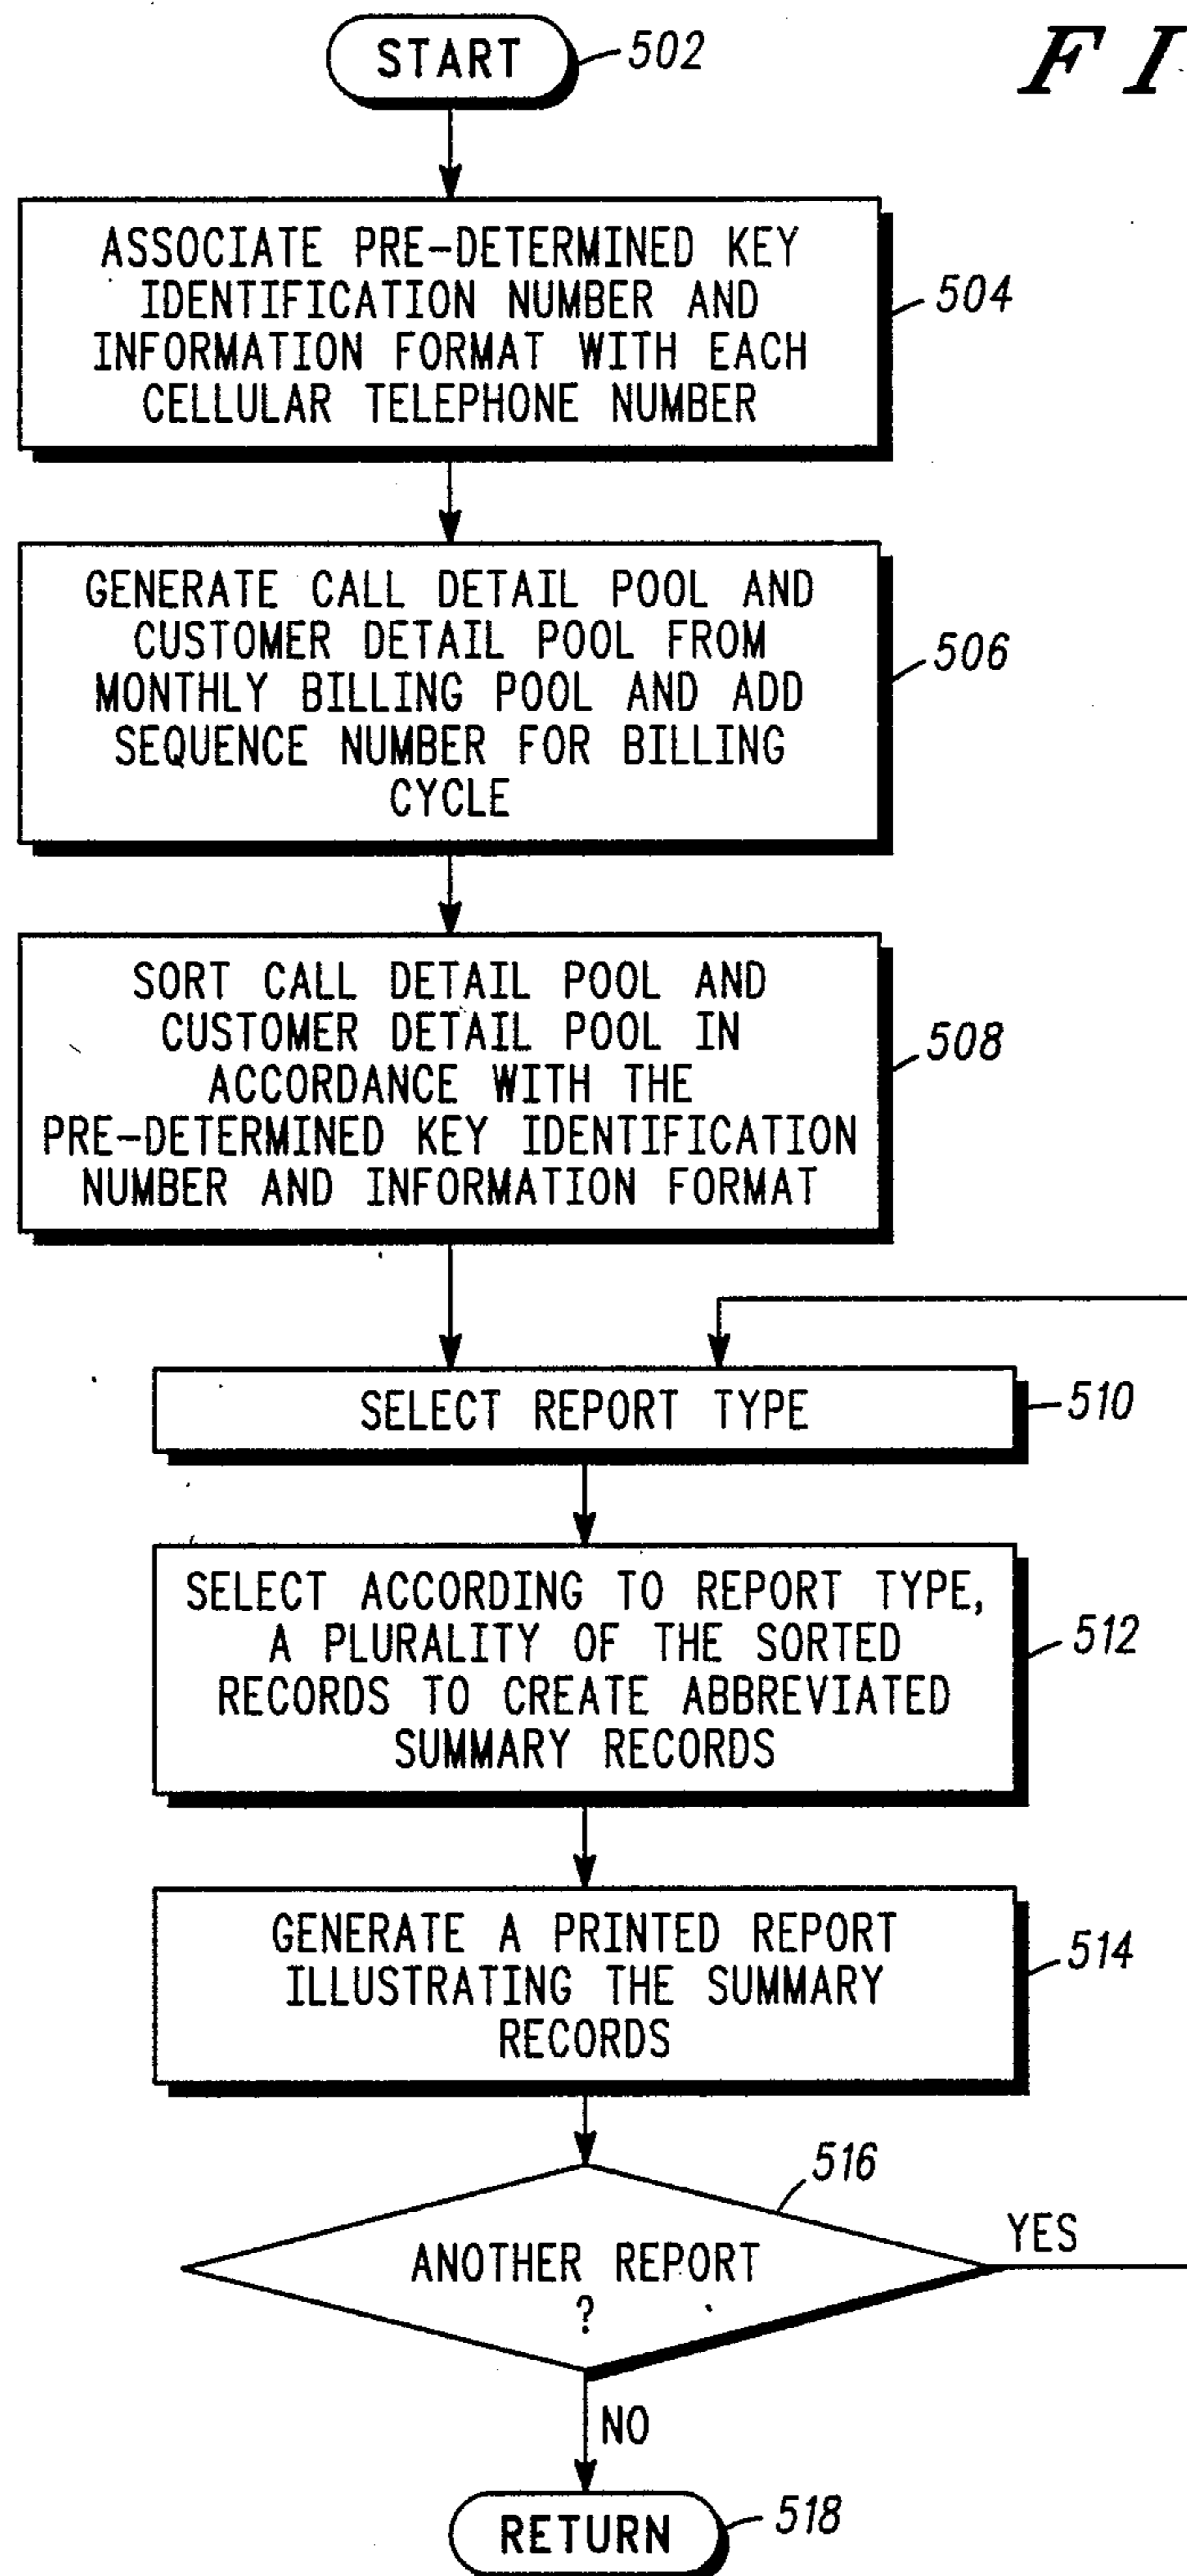 START 502
F I
ASSOCIATE PRE-DETERMINED KEY
IDENTIFICATION NUMBER AND
INFORMATION FORMAT WITH EACH
CELLULAR TELEPHONE NUMBER
504
GENERATE CALL DETAIL POOL AND
CUSTOMER DETAIL POOL FROM
MONTHLY BILLING POOL AND ADD
SEQUENCE NUMBER FOR BILLING
CYCLE
506
SORT CALL DETAIL POOL AND
CUSTOMER DETAIL POOL IN
ACCORDANCE WITH THE
PRE-DETERMINED KEY IDENTIFICATION
NUMBER AND INFORMATION FORMAT
508
SELECT REPORT TYPE
510
SELECT ACCORDING TO REPORT TYPE,
A PLURALITY OF THE SORTED
RECORDS TO CREATE ABBREVIATED
SUMMARY RECORDS
512
GENERATE A PRINTED REPORT
ILLUSTRATING THE SUMMARY
RECORDS
514
516
ANOTHER REPORT
?
YES
NO
RETURN
518